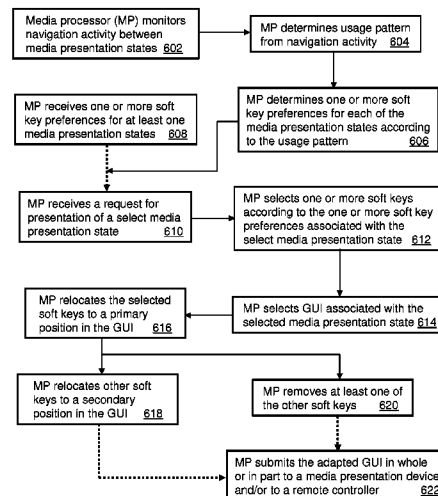 Media processor (MP) monitors
navigation activity between
media presentation states
602
MP determines usage pattern
from navigation activity 604
MP receives one or more soft
key preferences for at least one
media presentation states
608
MP determines one or more soft
key preferences for each of the
media presentation states according
to the usage pattern
606
MP receives a request for
presentation of a select media
presentation state
610
MP selects one or more soft keys
according to the one or more soft key
preferences associated with the
select media presentation state 612
MP relocates the selected
soft keys to a primary
position in the GUI 616
MP selects GUI associated with the
selected media presentation state 614
MP relocates other soft
keys to a secondary
position in the GUI 618
MP removes at least one of
the other soft keys 620
MP submits the adapted GUI in whole
or in part to a media presentation device
and/or to a remote controller
622